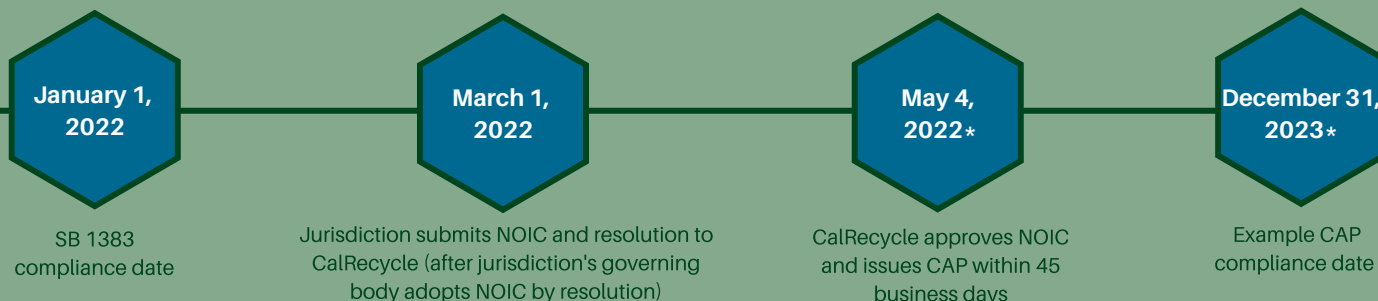 January 1,
2022
March 1,
2022
May 4,
2022*
December 31,
2023*
SB 1383
compliance date
Jurisdiction submits NOIC and resolution to
CalRecycle (after jurisdiction's governing
body adopts NOIC by resolution)
CalRecycle approves NOIC
and issues CAP within 45
business days
Example CAP
compliance date